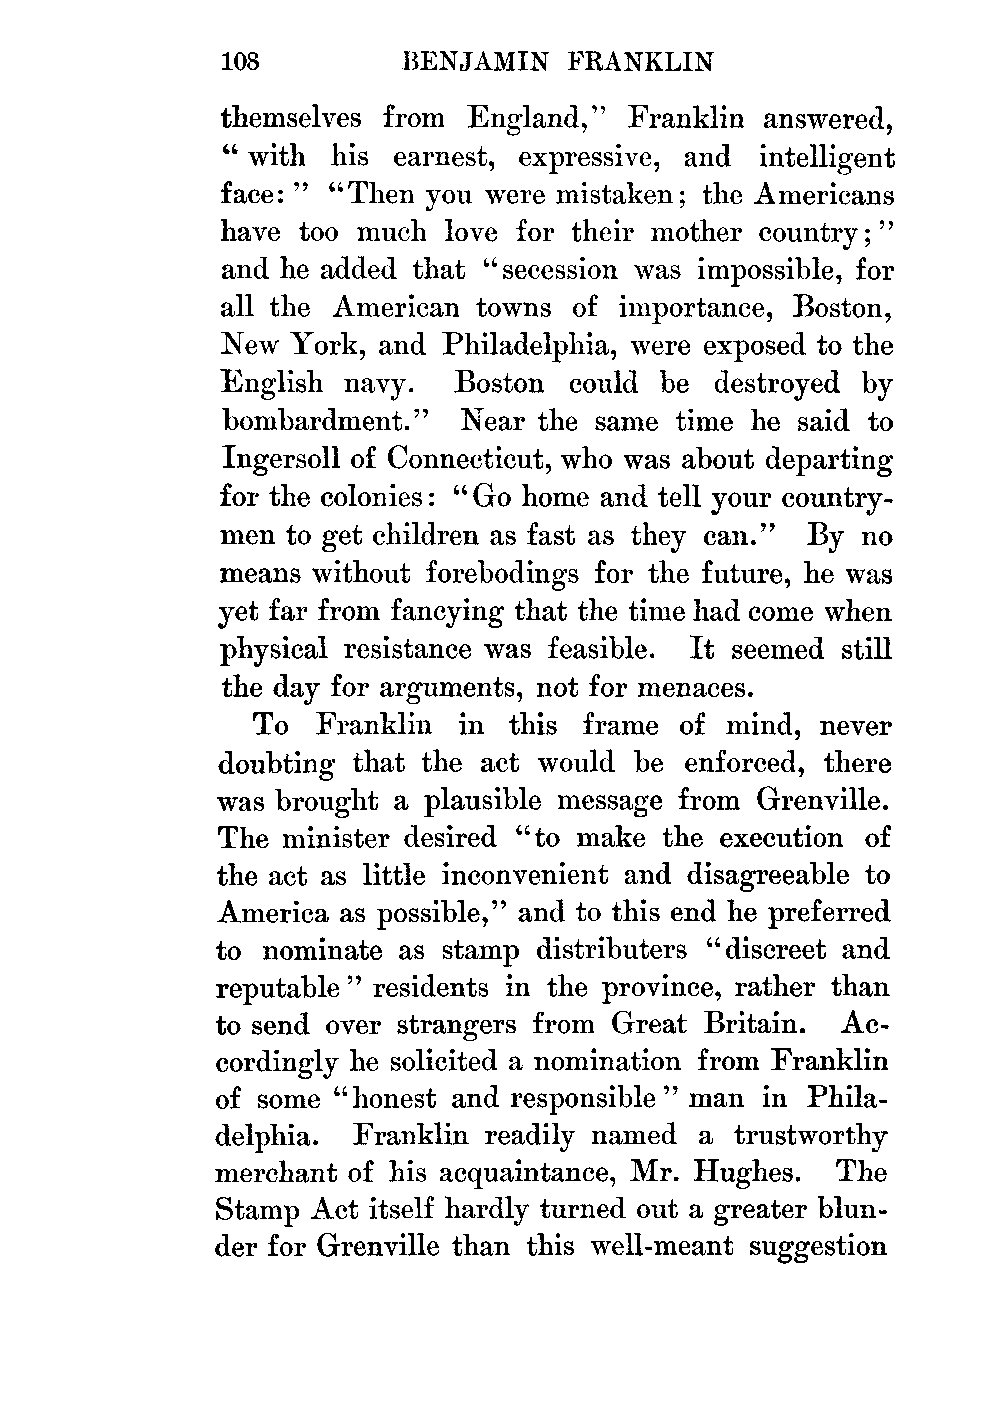 108 BENJAMIN FRANKLIN
themselves from England,” Franklin answered,
“ with his earnest, expressive, and intelligent
face: ” “Then you were mistaken; the Americans
have too much love for their mother country; ”
and he added that “secession was impossible, for
all the American towns of importance, Boston,
New York, and Philadelphia, were exposed to the
English navy. Boston could be destroyed by
bombardment.” Near the same time he said to
Ingersoll of Connecticut, who was about departing
for the colonies: “Go home and tell your country-
men to get children as fast as they can.” By no
means without forebodings for the future, he was
yet far from fancying that the time had come when
physical resistance was feasible. It seemed still
the day for arguments, not for menaces.
To Franklin in this frame of mind, never
doubting that the act would be enforced, there
was brought a plausible message from Grenville.
The minister desired “to make the execution of
the act as little inconvenient and disagreeable to
America as possible,” and to this end he preferred
to nominate as stamp distributers “discreet and
reputable ” residents in the province, rather than
to send over strangers from Great Britain. Ac-
cordingly he solicited a nomination from Franklin
of some “honest and responsible ” man in Phila-
delphia. Franklin readily named a trustworthy
merchant of his acquaintance, Mr. Hughes. The
Stamp Act itself hardly turned out a greater blun-
der for Grenville than this well-meant suggestion